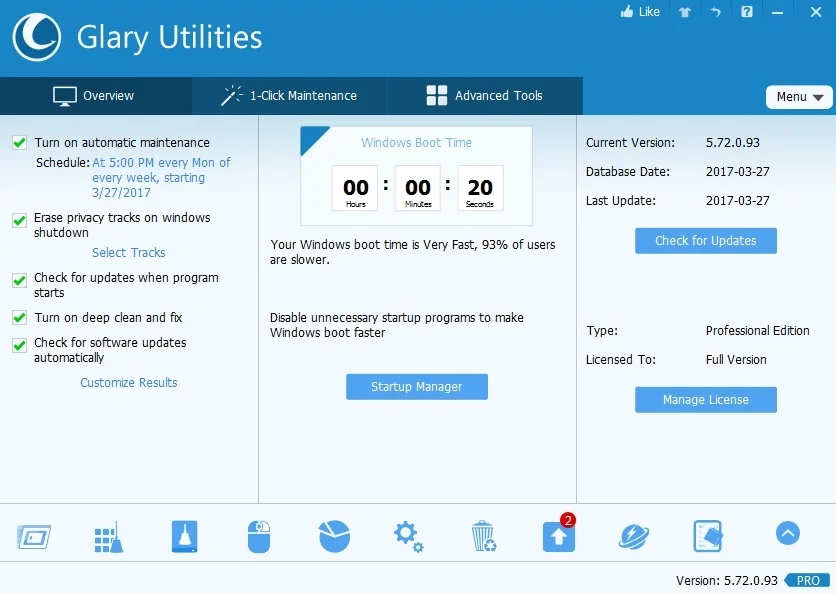 Like
Glary Utilities
Overview
1-Click Maintenance
Advanced Tools
Menu
Turn on automatic maintenance
Schedule: At 5:00 PM every Mon of
every week, starting
3/27/2017
Erase privacy tracks on windows
shutdown
Select Tracks
Check for updates when program
starts
Turn on deep clean and fix
Check for software updates
automatically
Customize Results
Windows Boot Time
00 : 00 : 20
Hours Minutes Seconds
Your Windows boot time is Very Fast, 93% of users
are slower.
Disable unnecessary startup programs to make
Windows boot faster
Startup Manager
Current Version: 5.72.0.93
Database Date: 2017-03-27
Last Update: 2017-03-27
Check for Updates
Type: Professional Edition
Licensed To: Full Version
Manage License
2
Version: 5.72.0.93 PRO